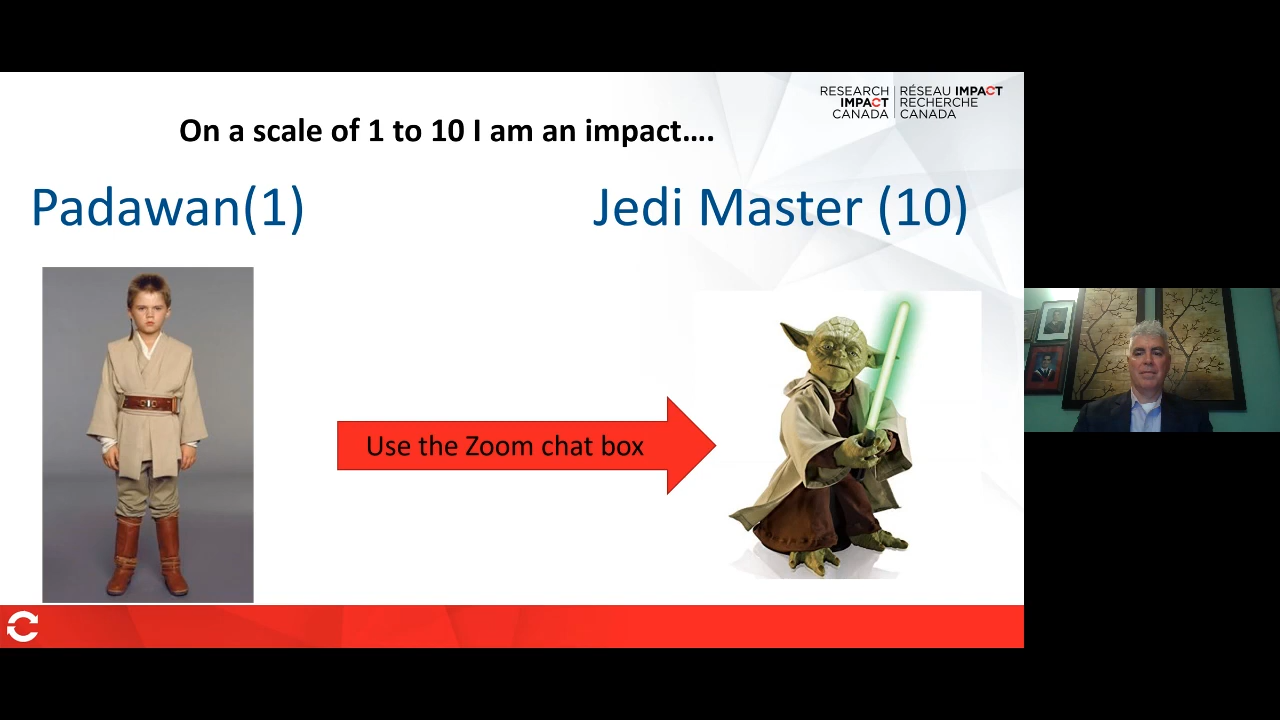 RESEARCH
IMPACT
CANADA
RÉSEAU IMPACT
RECHERCHE
CANADA
On a scale of 1 to 10 I am an impact....
Padawan(1)
Jedi Master (10)
Use the Zoom chat box